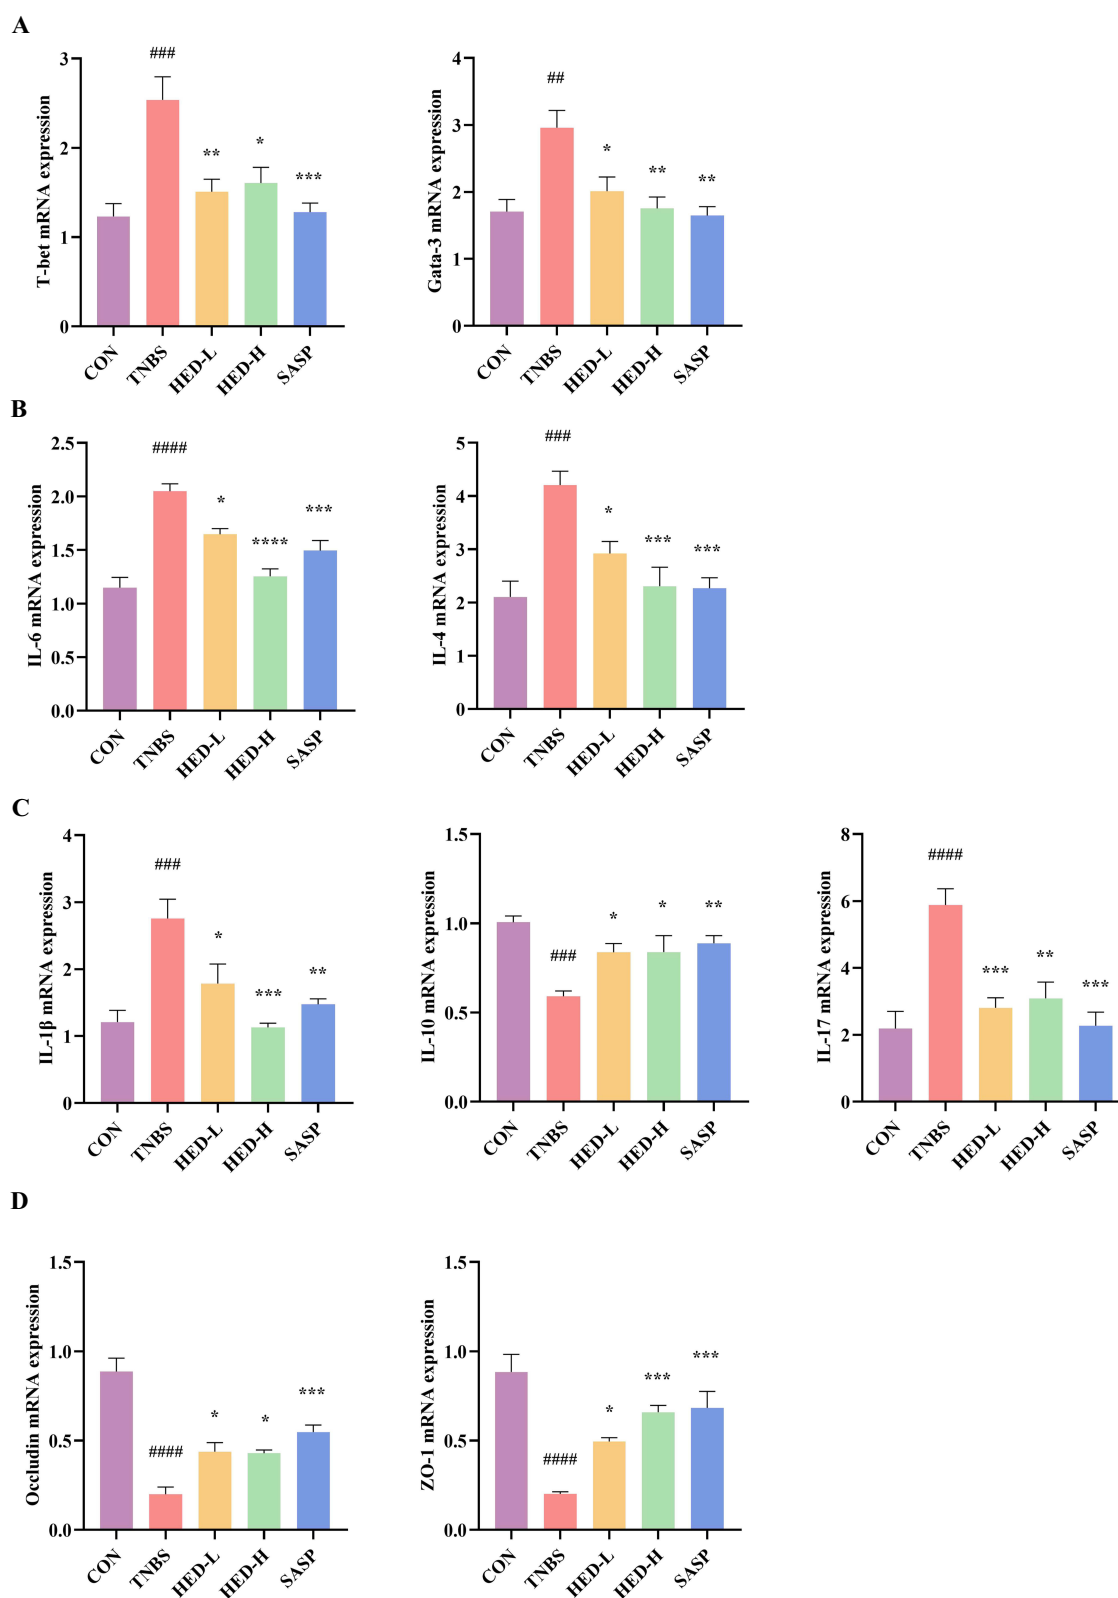 A
T-bet mRNA expression
3
2
1
0
###
**
*
***
CON
TNBS
HED-L
HED-H
SASP
Gata-3 mRNA expression
4
3
2
1
0
##
*
**
**
CON
TNBS
HED-L
HED-H
SASP
B
IL-6 mRNA expression
2.5
2.0
1.5
1.0
0.5
0.0
####
*
****
***
CON
TNBS
HED-L
HED-H
SASP
IL-4 mRNA expression
5
4
3
2
1
0
###
*
***
***
CON
TNBS
HED-L
HED-H
SASP
C
IL-1β mRNA expression
4
3
2
1
0
###
*
***
**
CON
TNBS
HED-L
HED-H
SASP
IL-10 mRNA expression
1.5
1.0
0.5
0.0
###
*
*
**
CON
TNBS
HED-L
HED-H
SASP
IL-17 mRNA expression
8
6
4
2
0
####
***
**
***
CON
TNBS
HED-L
HED-H
SASP
D
Occludin mRNA expression
1.5
1.0
0.5
0.0
####
*
*
***
CON
TNBS
HED-L
HED-H
SASP
ZO-1 mRNA expression
1.5
1.0
0.5
0.0
####
*
***
***
CON
TNBS
HED-L
HED-H
SASP